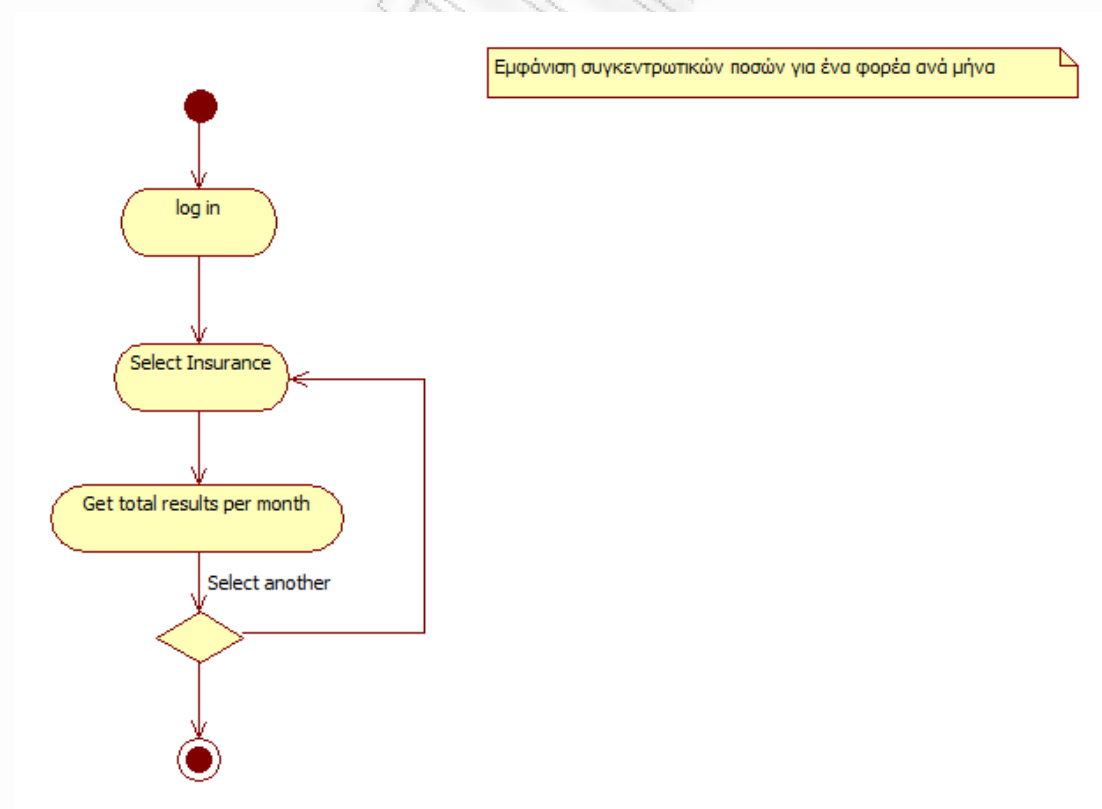 Εμφάνιση συγκεντρωτικών ποσών για ένα φορέα ανά μήνα
log in
Select Insurance
Get total results per month
Select another